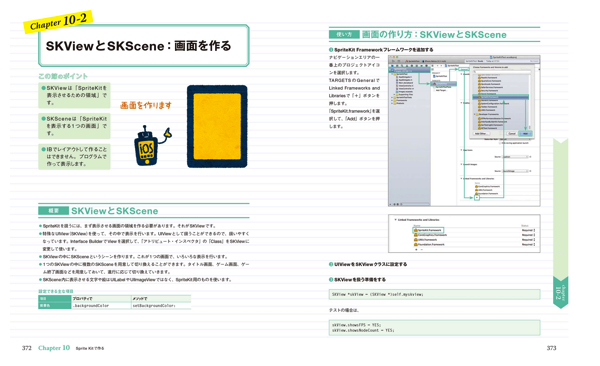 Chapter 10-2
SKViewとSKScene：画面を作る
この節のポイント
●SKViewは「SpriteKitを
表示させるための領域」で
す。
●SKSceneは「SpriteKit
を表示する1つの画面」で
す。
●IBでレイアウトして作ること
はできません。プログラムで
作って表示します。
画面を作ります
iOS
概要 SKViewとSKScene
●SpriteKitを扱うには、まず表示させる画面の領域を作る必要があります。それがSKViewです。
●特殊なUIView(SKView)を使って、その中で表示を行います。UIViewとして扱うことができるので、扱いやすく
なっています。Interface BuilderでViewを選択して、「アトリビュート・インスペクタ」の「Class」をSKViewに
変更して使います。
●SKViewの中にSKSceneというシーンを作ります。これが1つの画面で、いろいろな表示を行います。
●1つのSKViewの中に複数のSKSceneを用意して切り換えることができます。タイトル画面、ゲーム画面、ゲー
ム終了画面などを用意しておいて、進行に応じて切り換えていきます。
●SKScene内に表示させる文字や絵はUILabelやUIImageViewではなく、SpriteKit用のものを使います。
設定できる主な項目
項目 プロパティで メソッドで
背景色 .backgroundColor setBackgroundColor:
372 Chapter 10 Sprite Kitで作る
使い方 画面の作り方：SKViewとSKScene
❶SpriteKit Frameworkフレームワークを追加する
ナビゲーションエリアの一
番上のプロジェクトアイコ
ンを選択します。
TARGETSのGeneralで
Linked Frameworks and
Librariesで「＋」ボタンを
押します。
「SpriteKit.framework」を選
択して、「Add」ボタンを押
します。
Linked Frameworks and Libraries
❷UIViewをSKViewクラスに設定する
❸SKViewを扱う準備をする
SKView *skView = (SKView *)self.myskview;
テストの場合は、
skView.showsFPS = YES;
skView.showsNodeCount = YES;
chapter
10-2
373